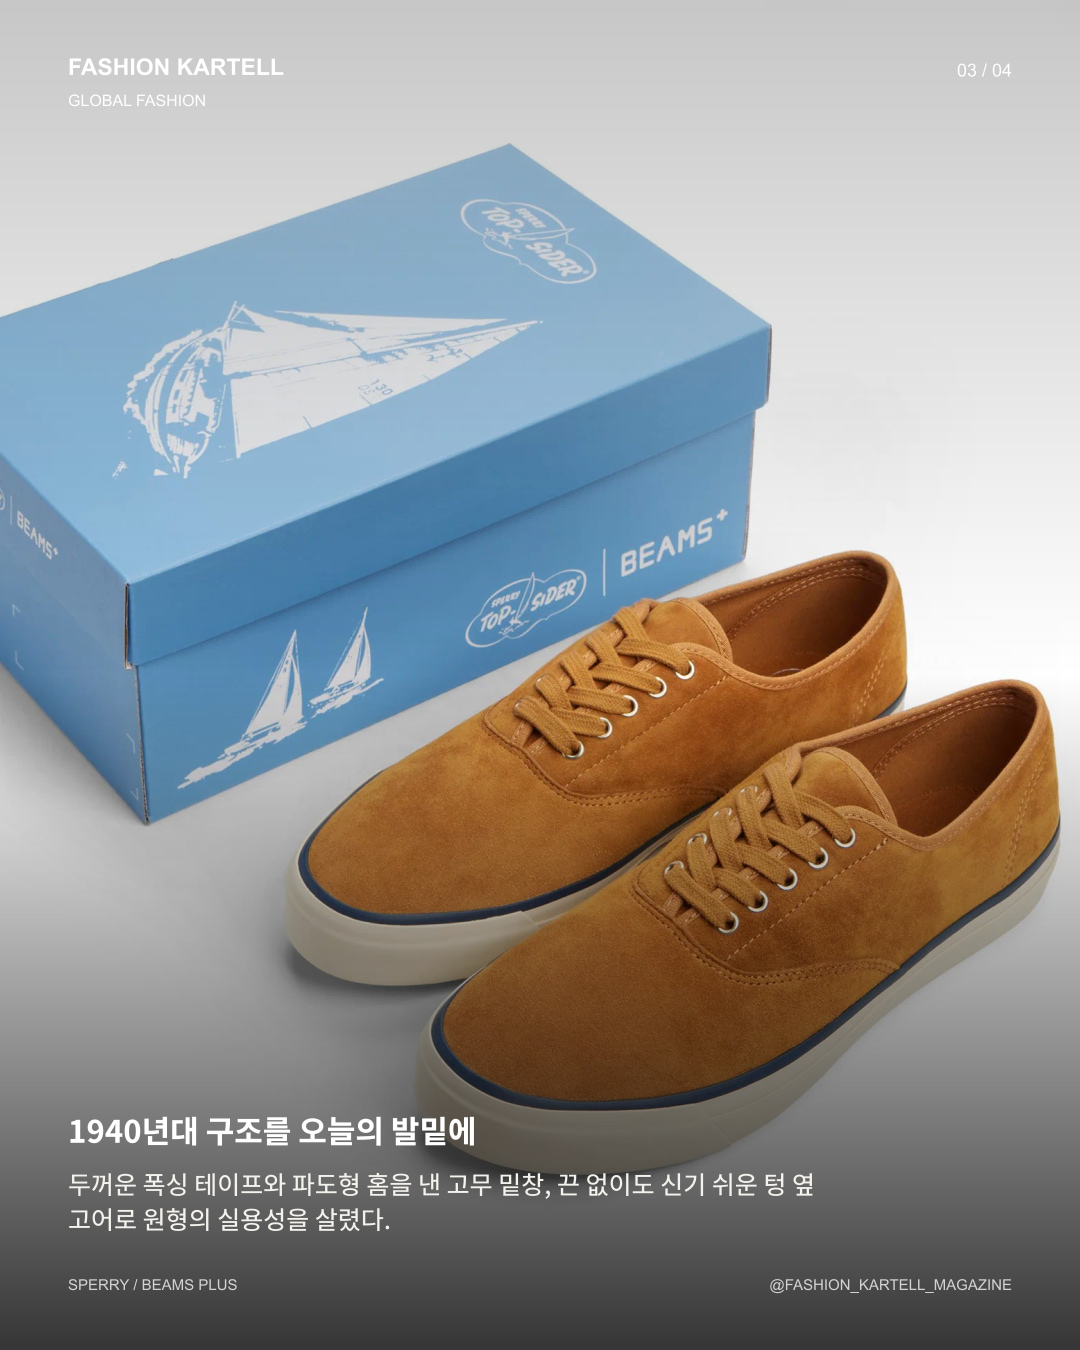 FASHION KARTELL
03 / 04
GLOBAL FASHION
SPERRY
TOP-SIDER®
130
BEAMS+
BEAMS+
SPERRY
TOP-SIDER®
1940년대 구조를 오늘의 발밑에
두꺼운 폭싱 테이프와 파도형 홈을 낸 고무 밑창, 끈 없이도 신기 쉬운 텅 옆
고어로 원형의 실용성을 살렸다.
SPERRY / BEAMS PLUS
@FASHION_KARTELL_MAGAZINE